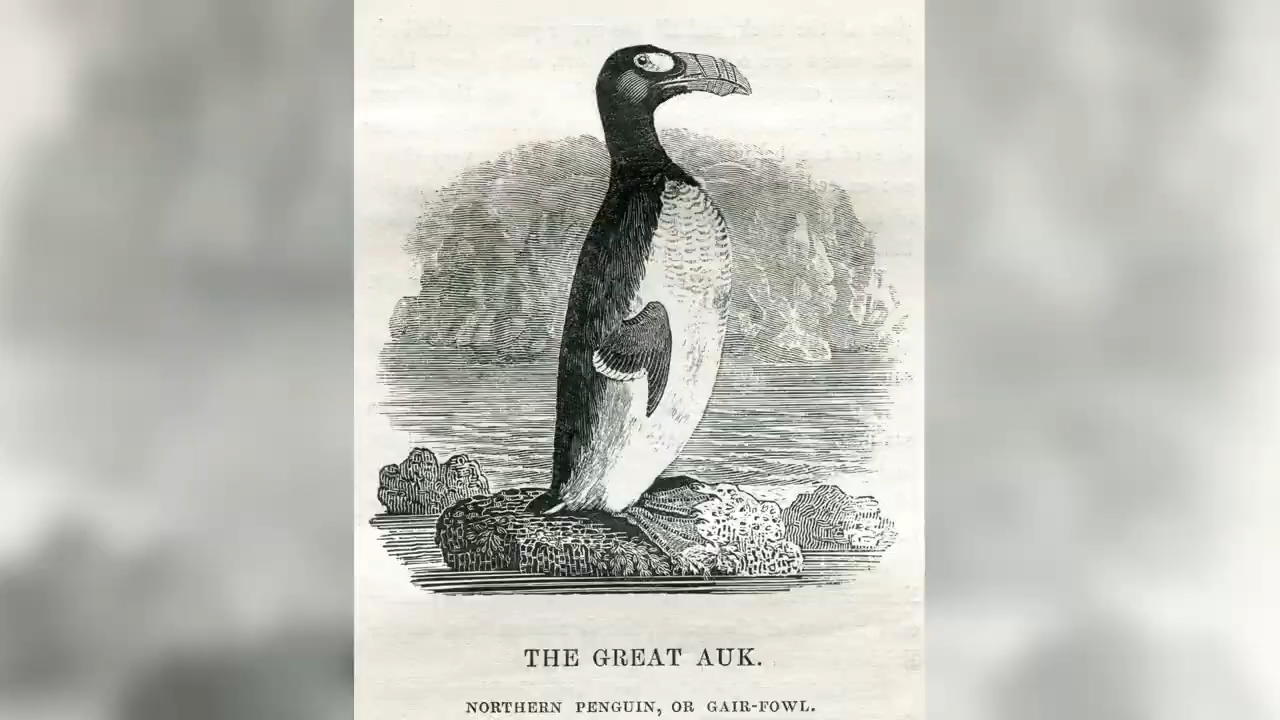 THE GREAT AUK.
NORTHERN PENGUIN, OR GAIR-FOWL.